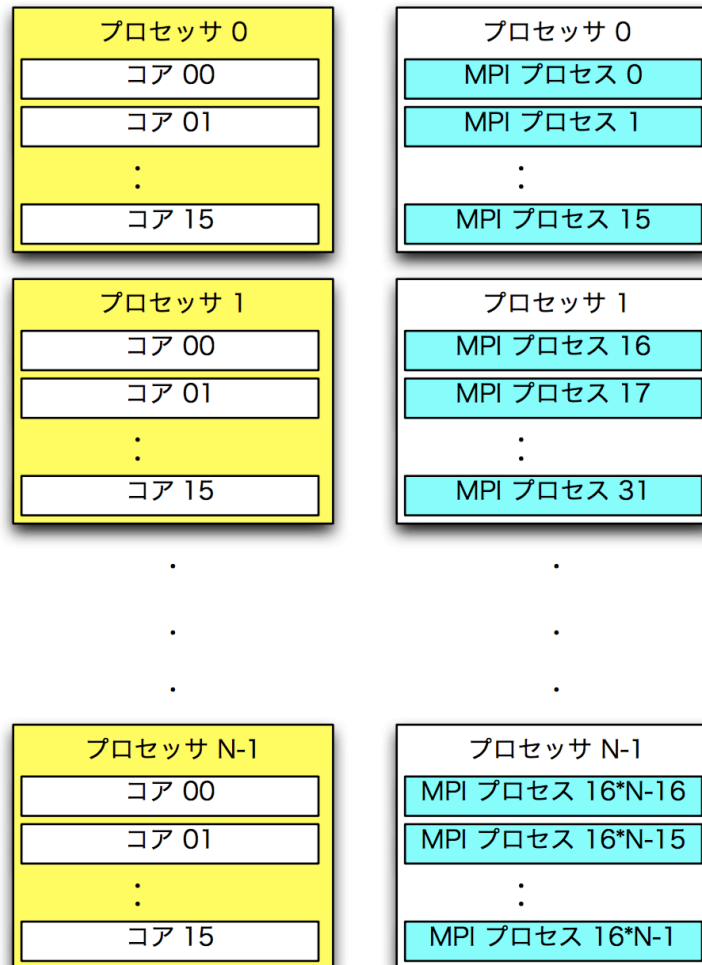 プロセッサ 0
コア 00
コア 01
:
コア 15
プロセッサ 1
コア 00
コア 01
:
コア 15
.
.
.
プロセッサ N-1
コア 00
コア 01
:
コア 15
プロセッサ 0
MPI プロセス 0
MPI プロセス 1
:
MPI プロセス 15
プロセッサ 1
MPI プロセス 16
MPI プロセス 17
:
MPI プロセス 31
.
.
.
プロセッサ N-1
MPI プロセス 16*N-16
MPI プロセス 16*N-15
:
MPI プロセス 16*N-1